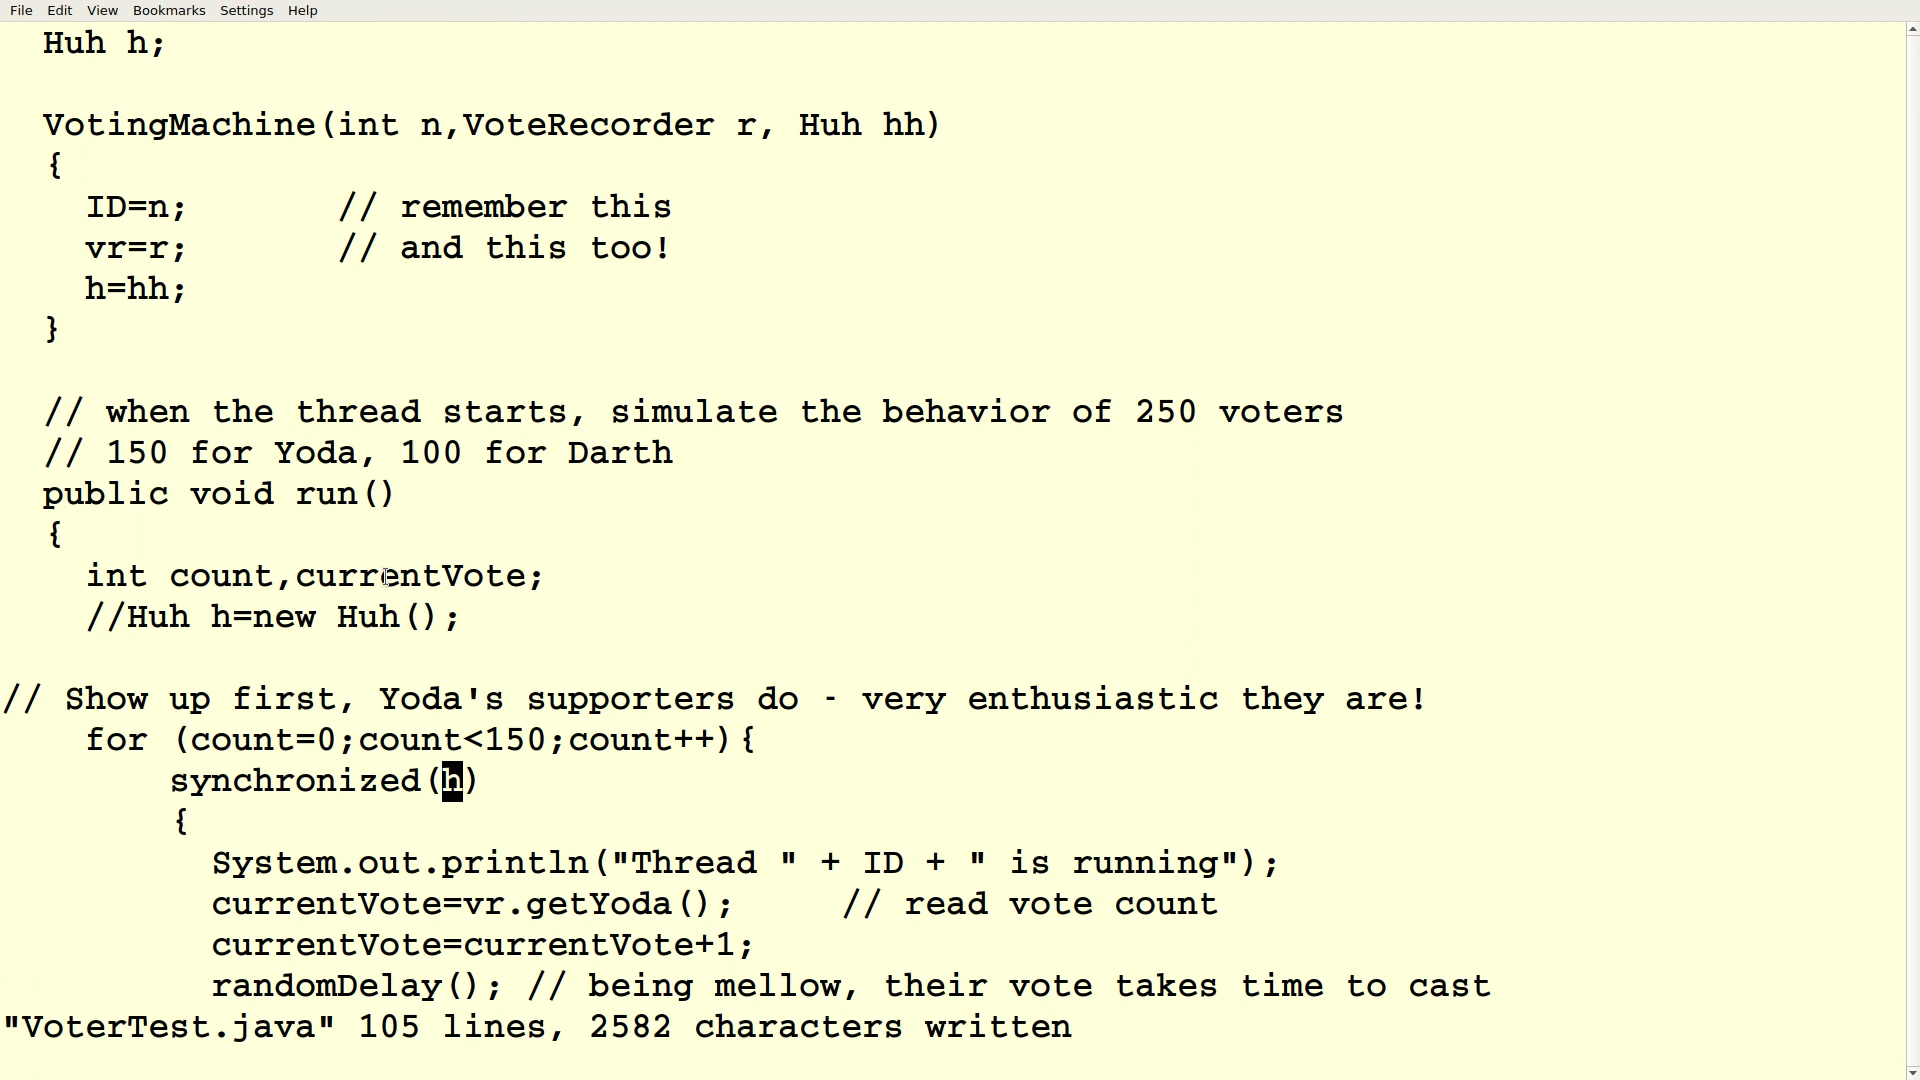 File Edit View Bookmarks Settings Help
Huh h;
VotingMachine(int n,VoteRecorder r, Huh hh)
{
ID=n; // remember this
vr=r; // and this too!
h=hh;
}
// when the thread starts, simulate the behavior of 250 voters
// 150 for Yoda, 100 for Darth
public void run()
{
int count,currentVote;
//Huh h=new Huh();
// Show up first, Yoda's supporters do - very enthusiastic they are!
for (count=0;count<150;count++){
synchronized(h)
{
System.out.println("Thread " + ID + " is running");
currentVote=vr.getYoda(); // read vote count
currentVote=currentVote+1;
randomDelay(); // being mellow, their vote takes time to cast
"VoterTest.java" 105 lines, 2582 characters written